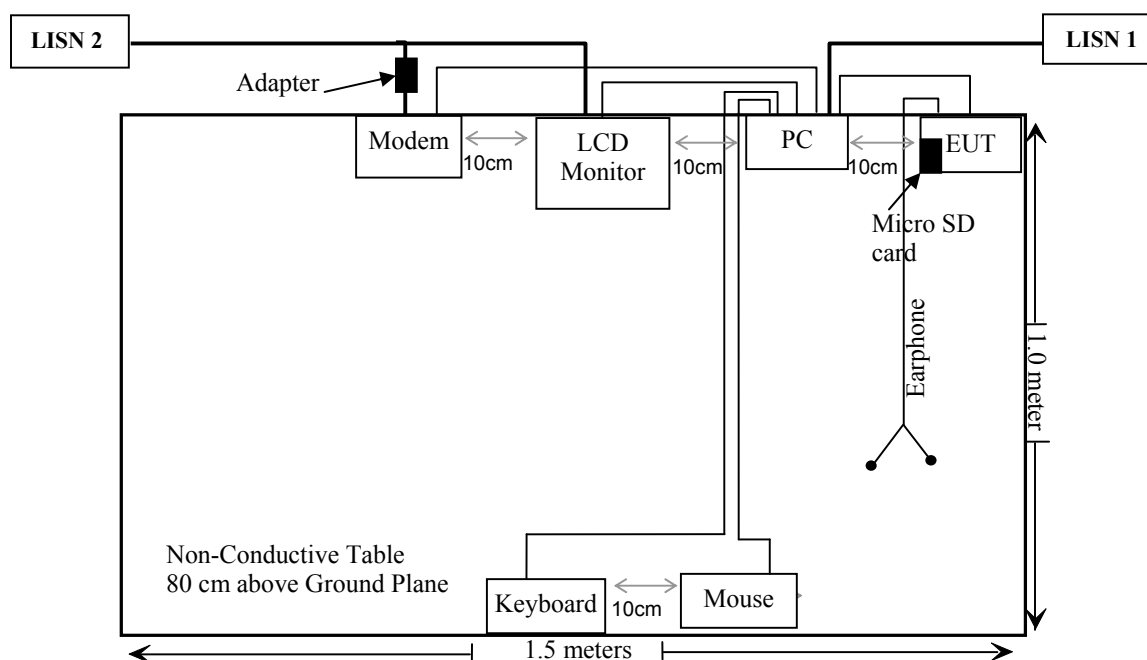 LISN 2
LISN 1
Adapter
Modem
LCD
Monitor
PC
EUT
10cm
10cm
10cm
Micro SD
card
Earphone
1.0 meter
Non-Conductive Table
80 cm above Ground Plane
Keyboard
10cm
Mouse
1.5 meters